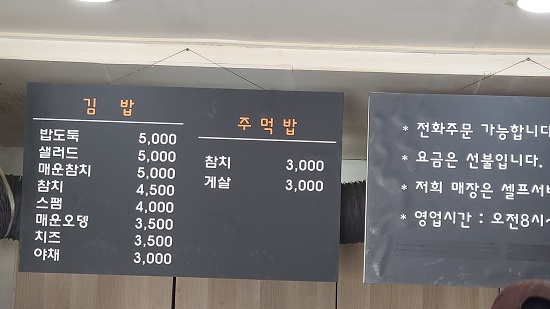 김 밥
밥도둑 5,000
샐러드 5,000
매운참치 5,000
참치 4,500
스팸 4,000
매운오뎅 3,500
치즈 3,500
야채 3,000
주먹밥
참치 3,000
게살 3,000
* 전화주문 가능합니다
* 요금은 선불입니다.
* 저희 매장은 셀프서비
* 영업시간 : 오전8시~